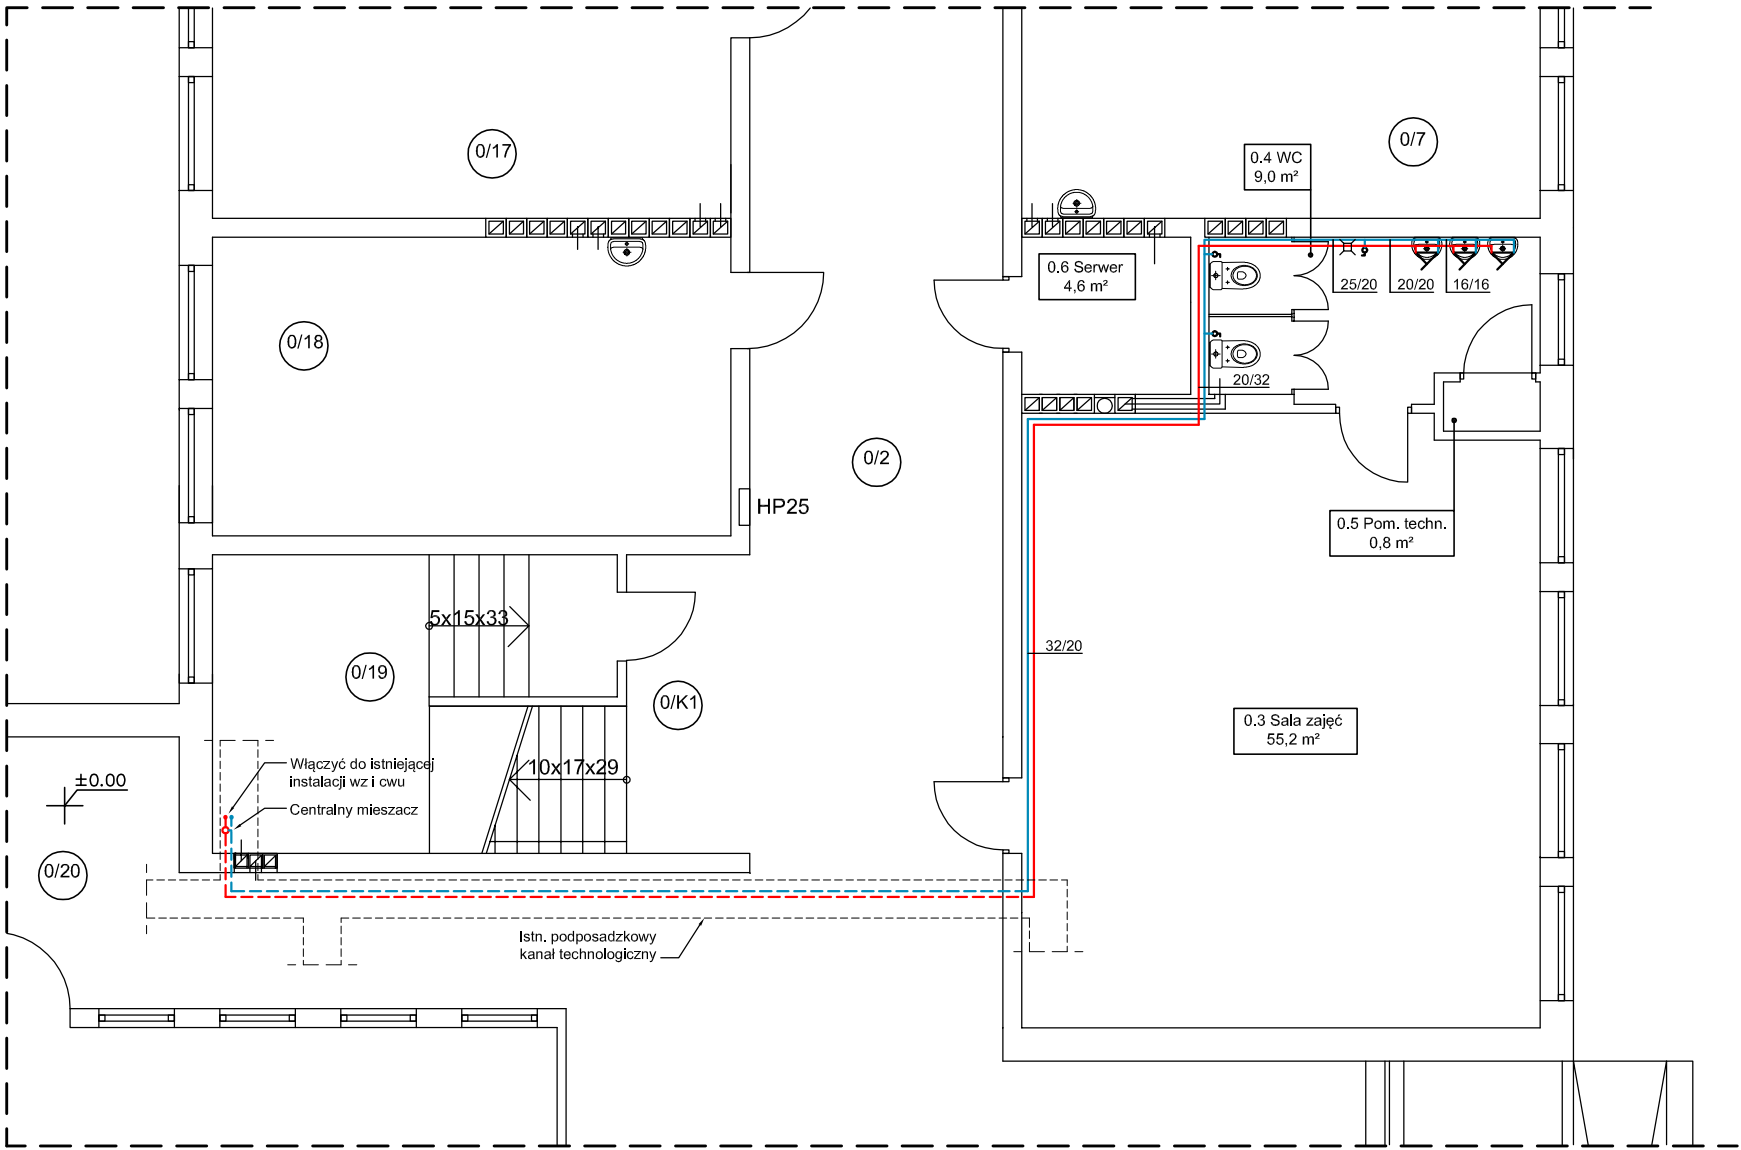 0/17
0/7
0.4 WC
9,0 m²
0.6 Serwer
4,6 m²
25/20
20/20
16/16
0/18
20/32
0/2
HP25
0.5 Pom. techn.
0,8 m²
5x15x33
32/20
0/19
0/K1
0.3 Sala zajęć
55,2 m²
Włączyć do istniejącej
instalacji wz i cwu
10x17x29
±0.00
Centralny mieszacz
0/20
Istn. podposadzkowy
kanał technologiczny